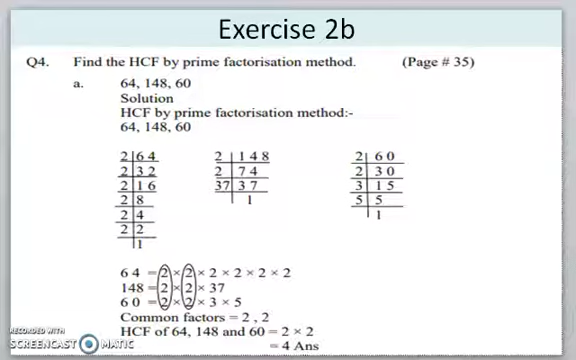 Exercise 2b
Q4. Find the HCF by prime factorisation method. (Page # 35)
a. 64, 148, 60
Solution
HCF by prime factorisation method:-
64, 148, 60
2 64 2 148 2 60
2 32 2 74 2 30
2 16 37 37 3 15
2 8 1 5 5
2 4 1
2 2
1
64 = 2 × 2 × 2 × 2 × 2 × 2
148 = 2 × 2 × 37
60 = 2 × 2 × 3 × 5
Common factors = 2 , 2
HCF of 64, 148 and 60 = 2 × 2
= 4 Ans
RECORDED WITH
SCREENCAST MATIC